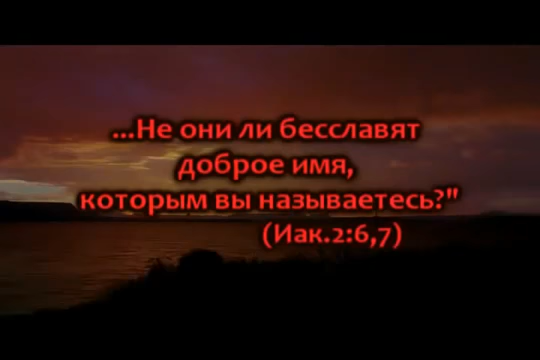 ...Не они ли бесславят
доброе имя,
которым вы называетесь?"
(Иак.2:6,7)